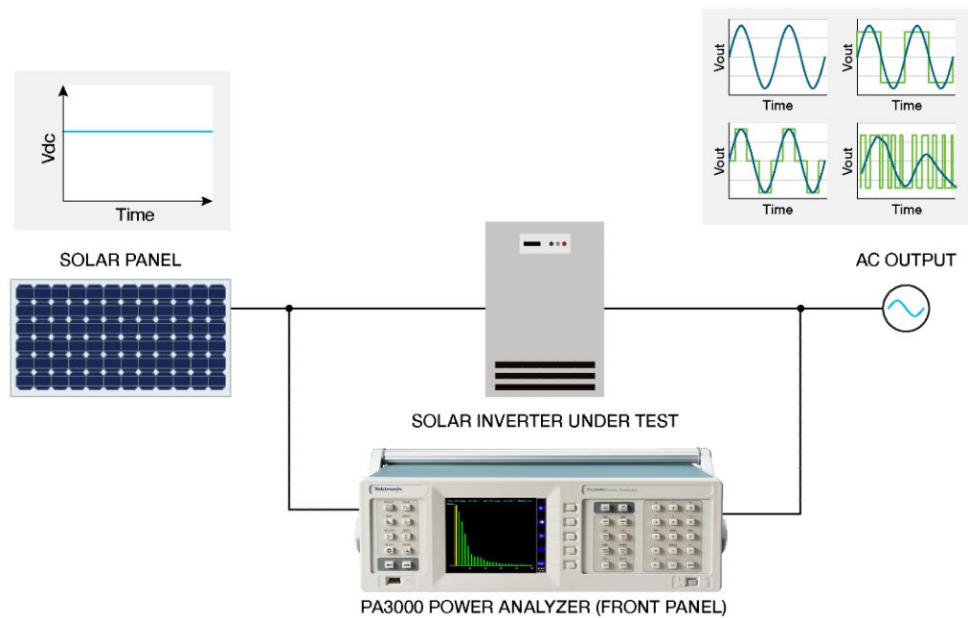 Vdc
Time
SOLAR PANEL
Vout
Time
Vout
Time
Vout
Time
Vout
Time
AC OUTPUT
SOLAR INVERTER UNDER TEST
Tektronix
PA3000 POWER ANALYZER (FRONT PANEL)